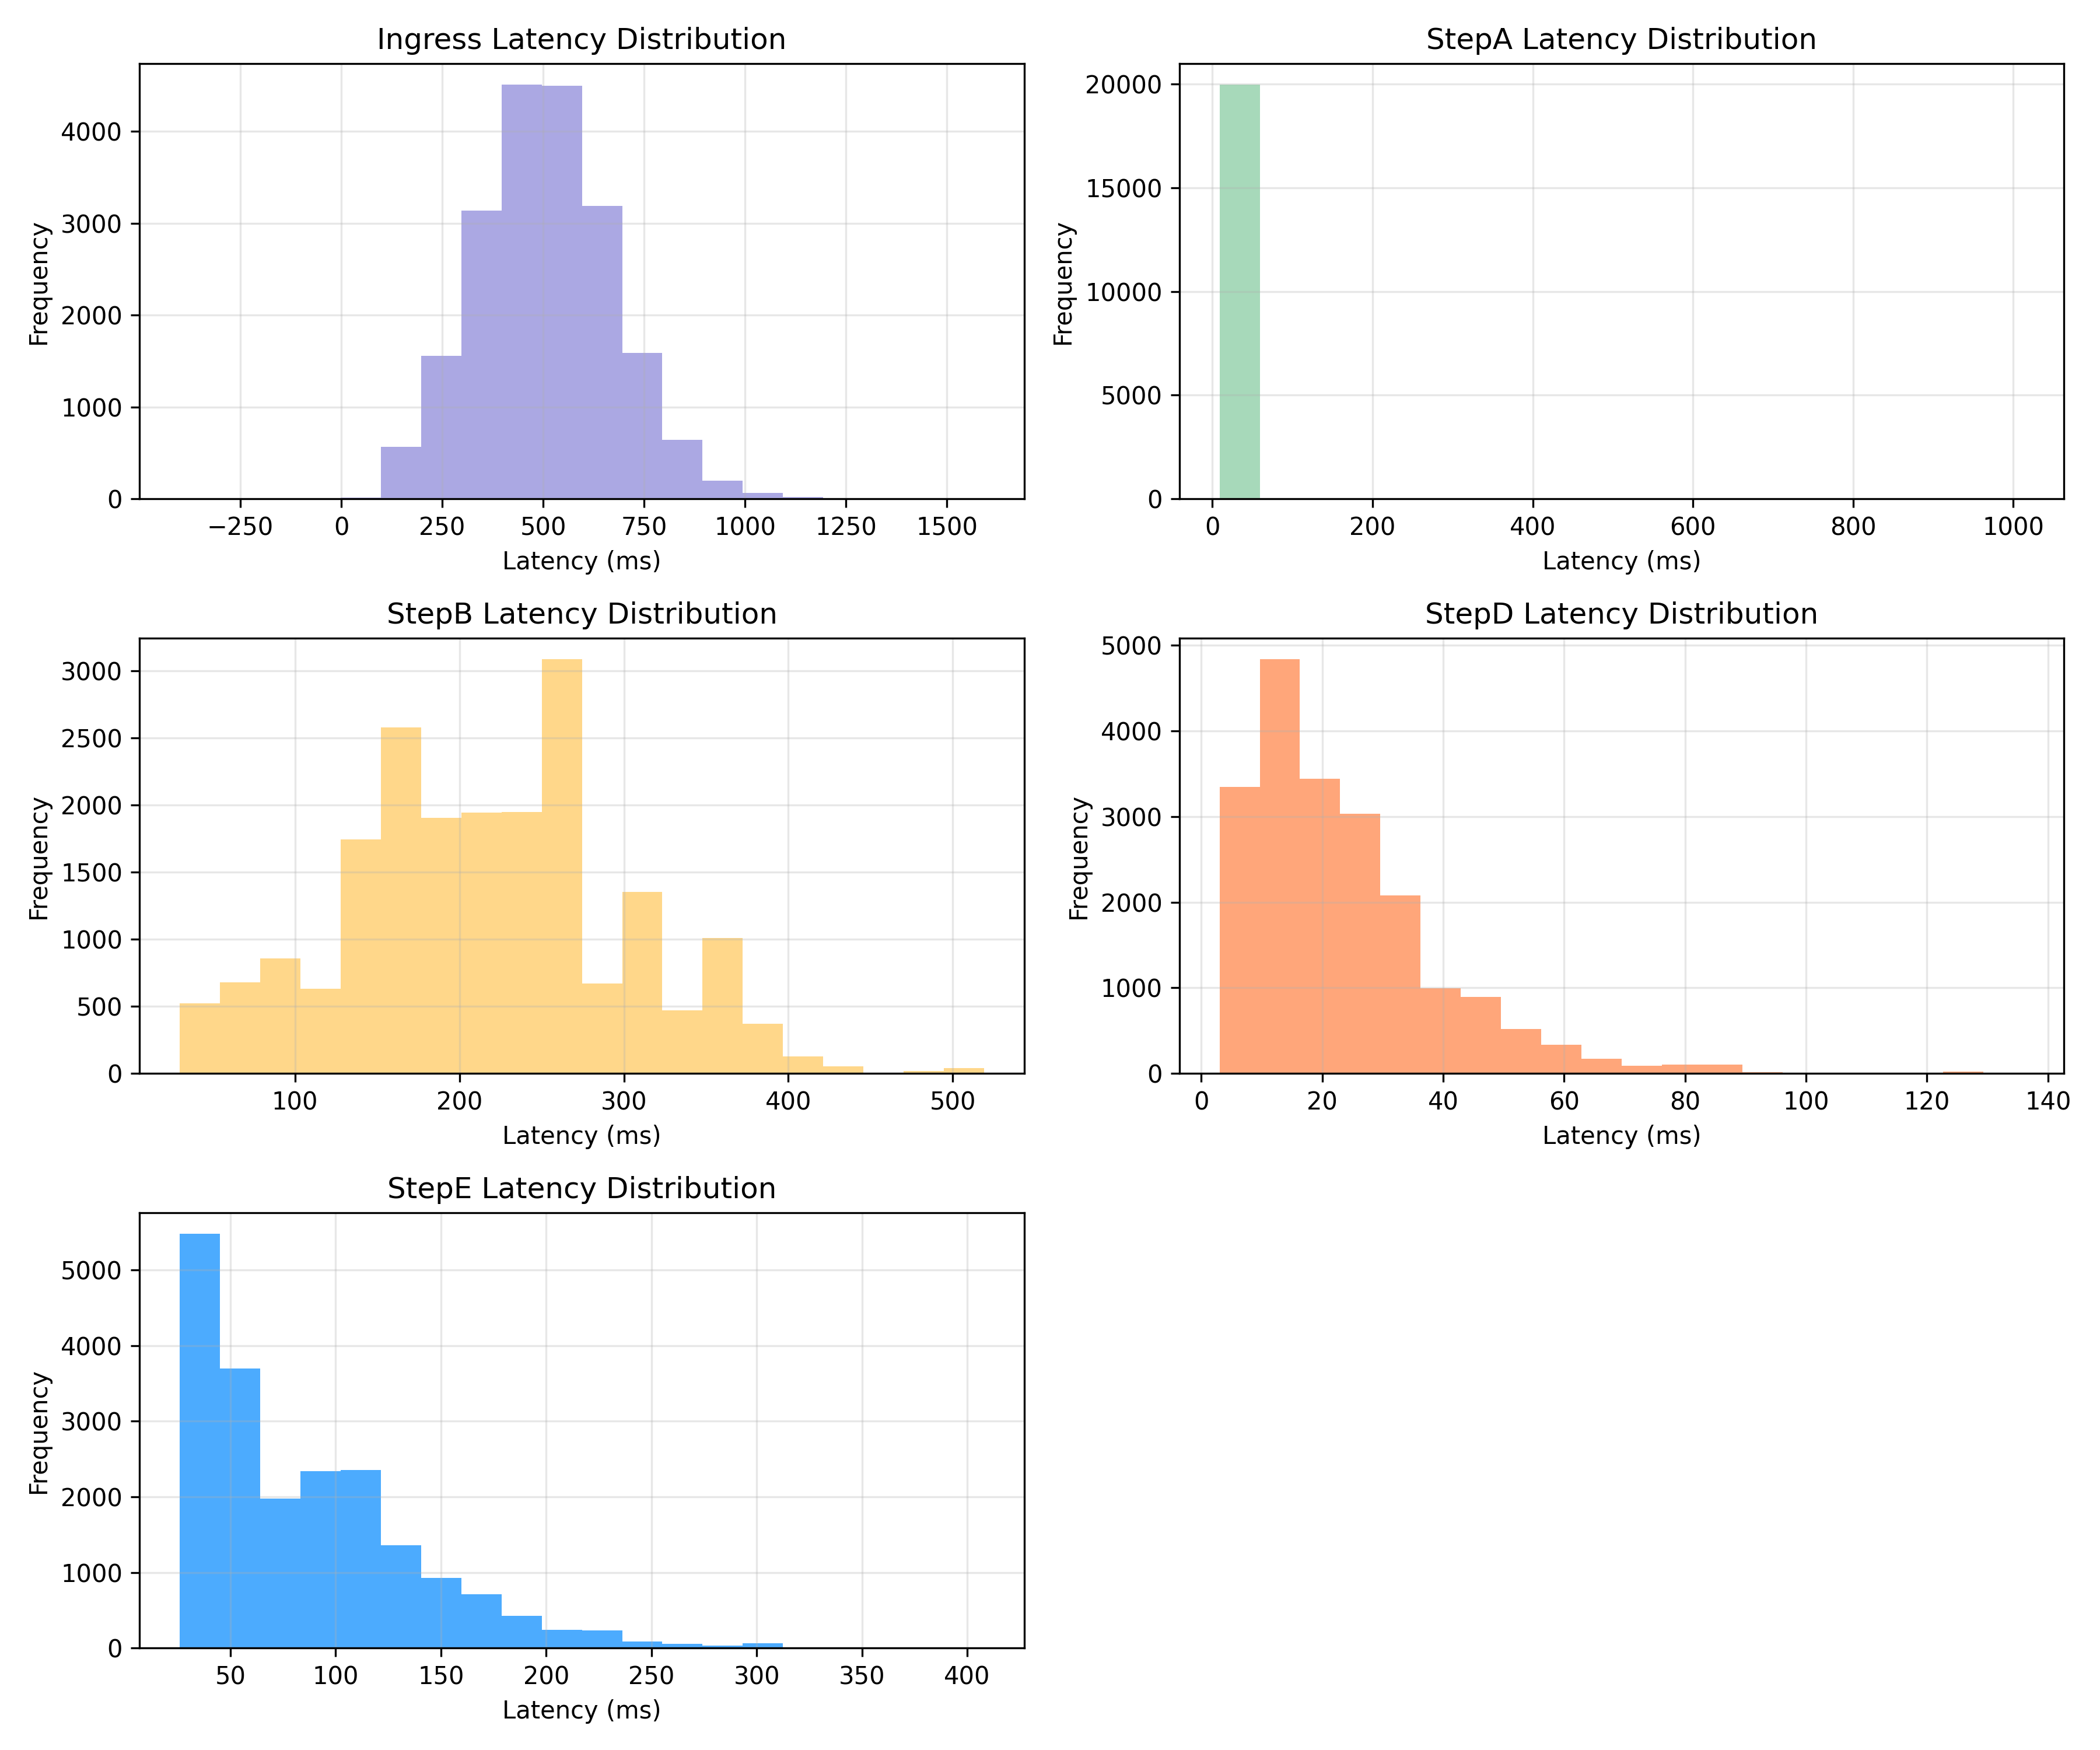 Ingress Latency Distribution
Frequency
4000
3000
2000
1000
0
−250 0 250 500 750 1000 1250 1500
Latency (ms)
StepA Latency Distribution
Frequency
20000
15000
10000
5000
0
0 200 400 600 800 1000
Latency (ms)
StepB Latency Distribution
Frequency
3000
2500
2000
1500
1000
500
0
100 200 300 400 500
Latency (ms)
StepD Latency Distribution
Frequency
5000
4000
3000
2000
1000
0
0 20 40 60 80 100 120 140
Latency (ms)
StepE Latency Distribution
Frequency
5000
4000
3000
2000
1000
0
50 100 150 200 250 300 350 400
Latency (ms)